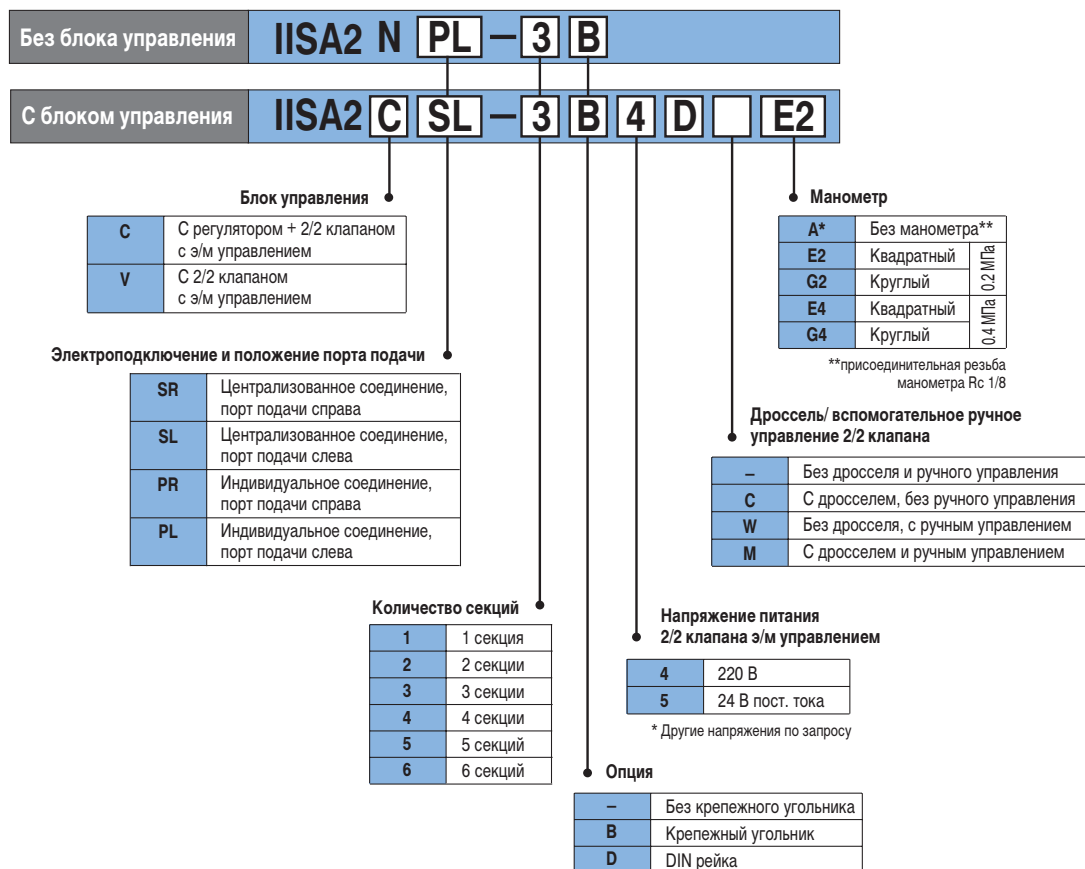 Без блока управления IISA2 N PL – 3 B
С блоком управления IISA2 C SL – 3 B 4 D E2
Блок управления
C С регулятором + 2/2 клапаном
с э/м управлением
V С 2/2 клапаном
с э/м управлением
Манометр
A* Без манометра**
E2 Квадратный
G2 Круглый
0.2 МПа
E4 Квадратный
G4 Круглый
0.4 МПа
**присоединительная резьба
манометра Rc 1/8
Электроподключение и положение порта подачи
SR Централизованное соединение,
порт подачи справа
SL Централизованное соединение,
порт подачи слева
PR Индивидуальное соединение,
порт подачи справа
PL Индивидуальное соединение,
порт подачи слева
Дроссель/ вспомогательное ручное
управление 2/2 клапана
– Без дросселя и ручного управления
C С дросселем, без ручного управления
W Без дросселя, с ручным управлением
M С дросселем и ручным управлением
Количество секций
1 1 секция
2 2 секции
3 3 секции
4 4 секции
5 5 секций
6 6 секций
Напряжение питания
2/2 клапана э/м управлением
4 220 В
5 24 В пост. тока
* Другие напряжения по запросу
Опция
– Без крепежного угольника
B Крепежный угольник
D DIN рейка